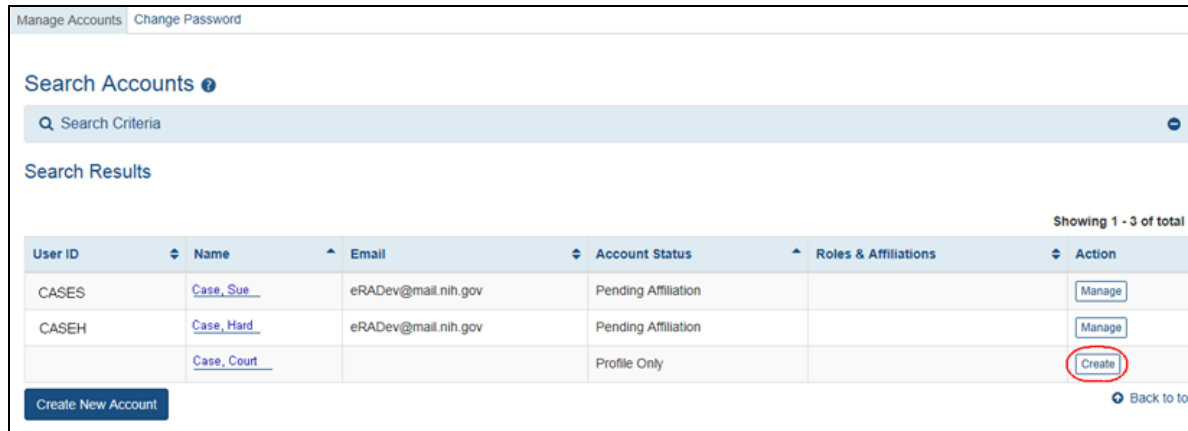 Manage Accounts Change Password
Search Accounts
Search Criteria
Search Results
Showing 1 - 3 of total
User ID Name Email Account Status Roles & Affiliations Action
CASES Case, Sue eRADev@mail.nih.gov Pending Affiliation Manage
CASEH Case, Hard eRADev@mail.nih.gov Pending Affiliation Manage
Case, Court Profile Only Create
Create New Account Back to to